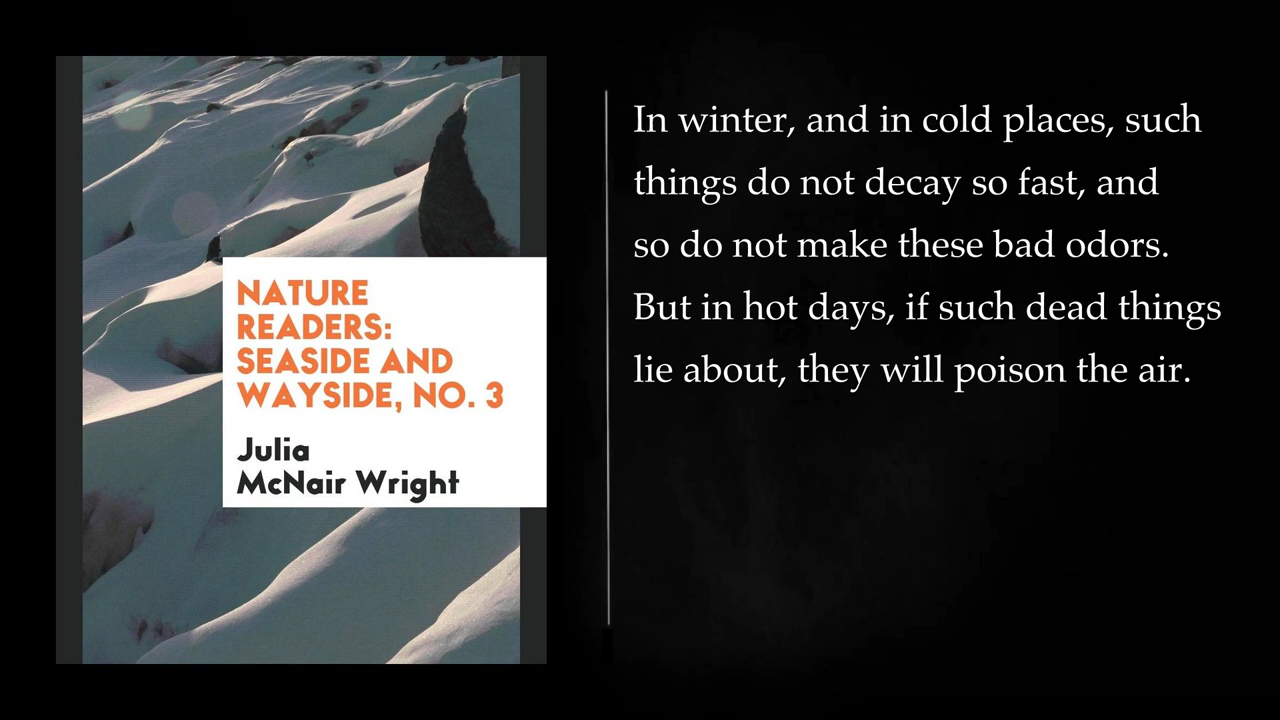 NATURE
READERS:
SEASIDE AND
WAYSIDE, NO. 3
Julia
McNair Wright
In winter, and in cold places, such
things do not decay so fast, and
so do not make these bad odors.
But in hot days, if such dead things
lie about, they will poison the air.